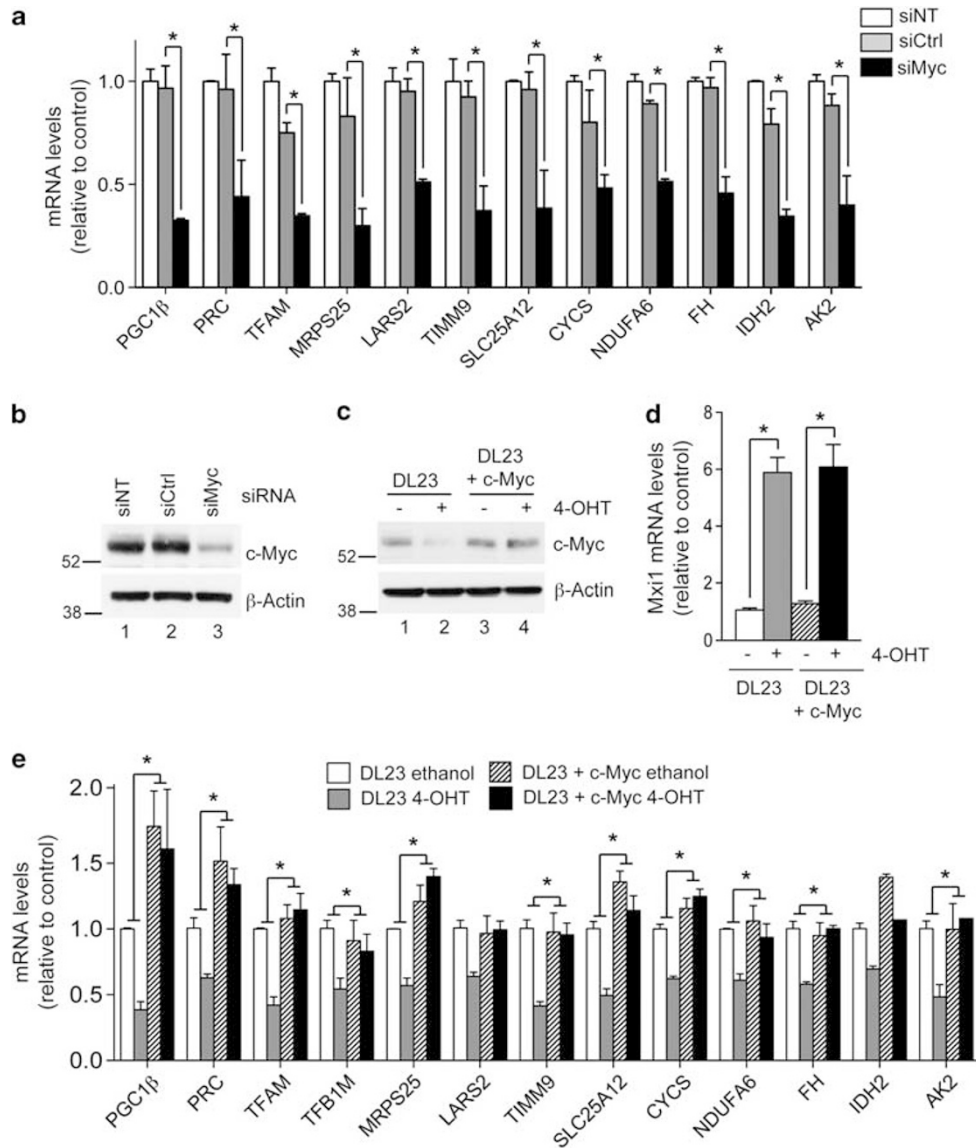 a
siNT
siCtrl
siMyc
* * * * * * * * * * * *
mRNA levels
(relative to control)
1.0
0.5
0.0
PGC1β PRC TFAM MRPS25 LARS2 TIMM9 SLC25A12 CYCS NDUFA6 FH IDH2 AK2
b
siNT siCtrl siMyc siRNA
c-Myc
52
β-Actin
38
1 2 3
c
DL23 DL23
+ c-Myc
- + - + 4-OHT
c-Myc
52
β-Actin
38
1 2 3 4
d
Mxi1 mRNA levels
(relative to control)
8
6
4
2
0
* *
- + - + 4-OHT
DL23 DL23
+ c-Myc
e
DL23 ethanol DL23 + c-Myc ethanol
DL23 4-OHT DL23 + c-Myc 4-OHT
mRNA levels
(relative to control)
2.0
1.5
1.0
0.5
0.0
* * * * * * * * * * *
PGC1β PRC TFAM TFB1M MRPS25 LARS2 TIMM9 SLC25A12 CYCS NDUFA6 FH IDH2 AK2